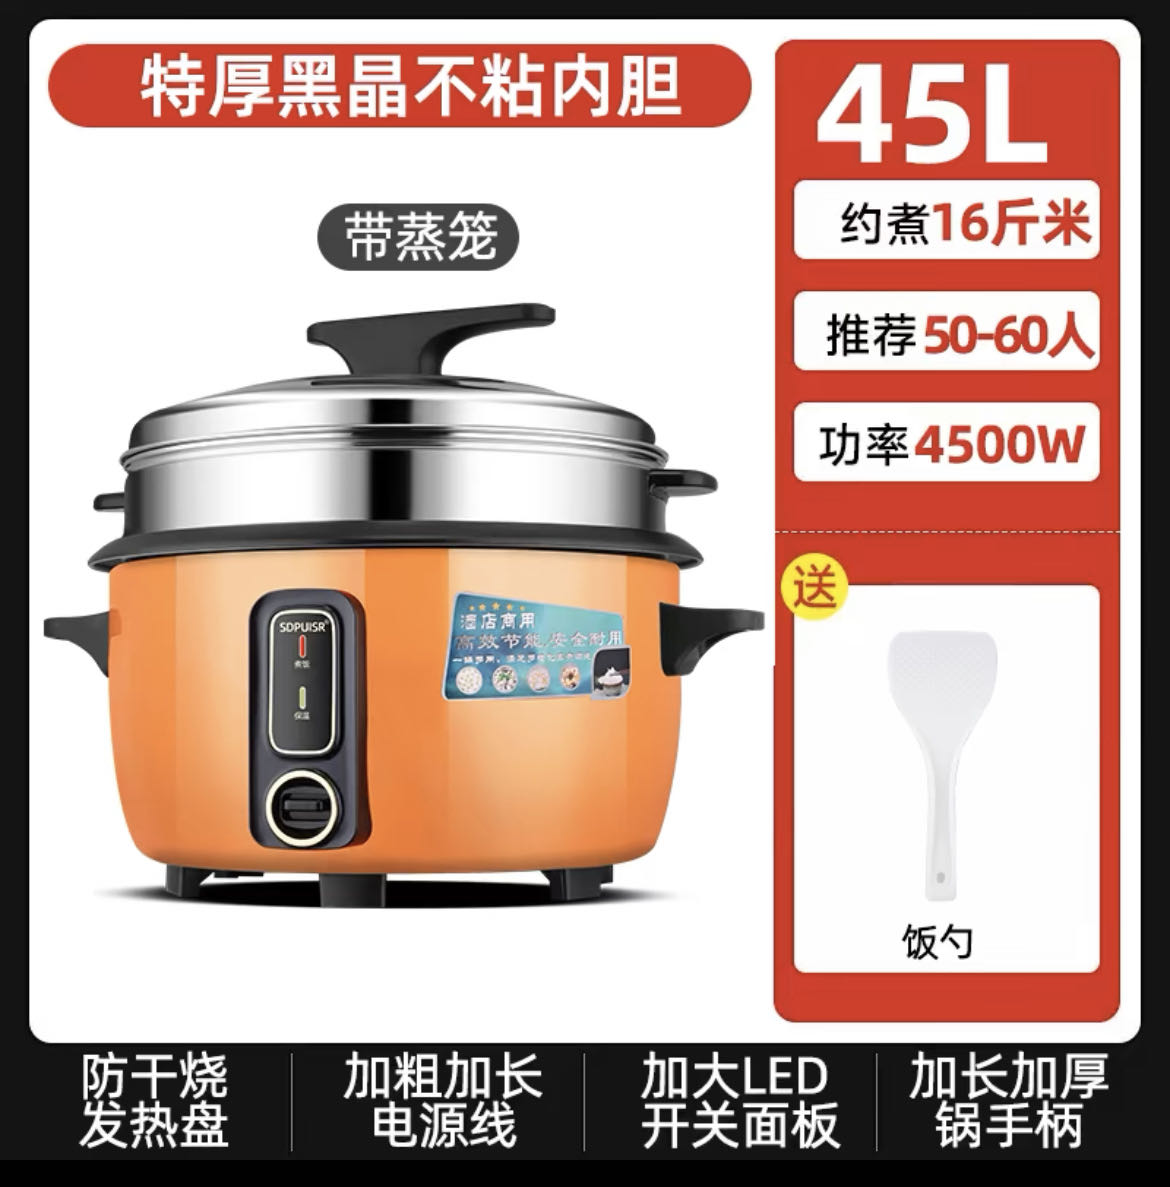 特厚黑晶不粘内胆
45L
带蒸笼
约煮16斤米
推荐50-60人
功率4500W
送
SDPUISR
煮饭
保温
酒店商用
高效节能/安全耐用
饭勺
防干烧
发热盘
加粗加长
电源线
加大LED
开关面板
加长加厚
锅手柄